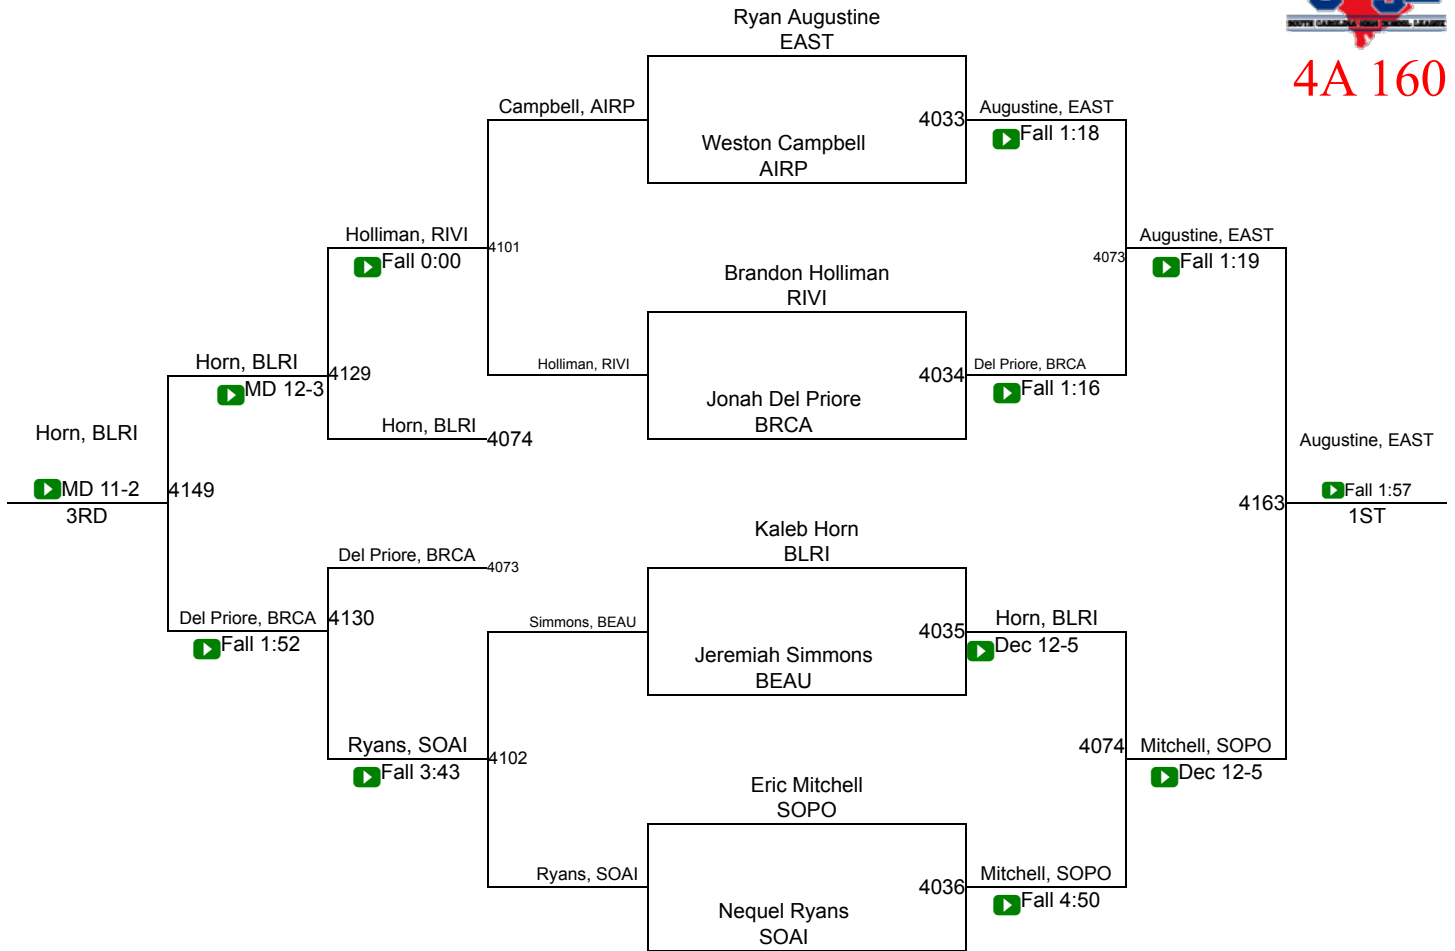 Ryan Augustine
EAST
SOUTH CAROLINA HIGH SCHOOL LEAGUE
4A 160
Campbell, AIRP
4033
Augustine, EAST
Fall 1:18
Weston Campbell
AIRP
Holliman, RIVI
4101
Fall 0:00
Augustine, EAST
4073
Fall 1:19
Brandon Holliman
RIVI
Horn, BLRI
4129
MD 12-3
Holliman, RIVI
4034
Del Priore, BRCA
Fall 1:16
Jonah Del Priore
BRCA
Horn, BLRI
4074
Horn, BLRI
MD 11-2
4149
3RD
Augustine, EAST
4163
Fall 1:57
1ST
Kaleb Horn
BLRI
Del Priore, BRCA
4073
Del Priore, BRCA
4130
Fall 1:52
Simmons, BEAU
4035
Horn, BLRI
Dec 12-5
Jeremiah Simmons
BEAU
Ryans, SOAI
4102
Fall 3:43
4074
Mitchell, SOPO
Dec 12-5
Eric Mitchell
SOPO
Ryans, SOAI
4036
Mitchell, SOPO
Fall 4:50
Nequel Ryans
SOAI